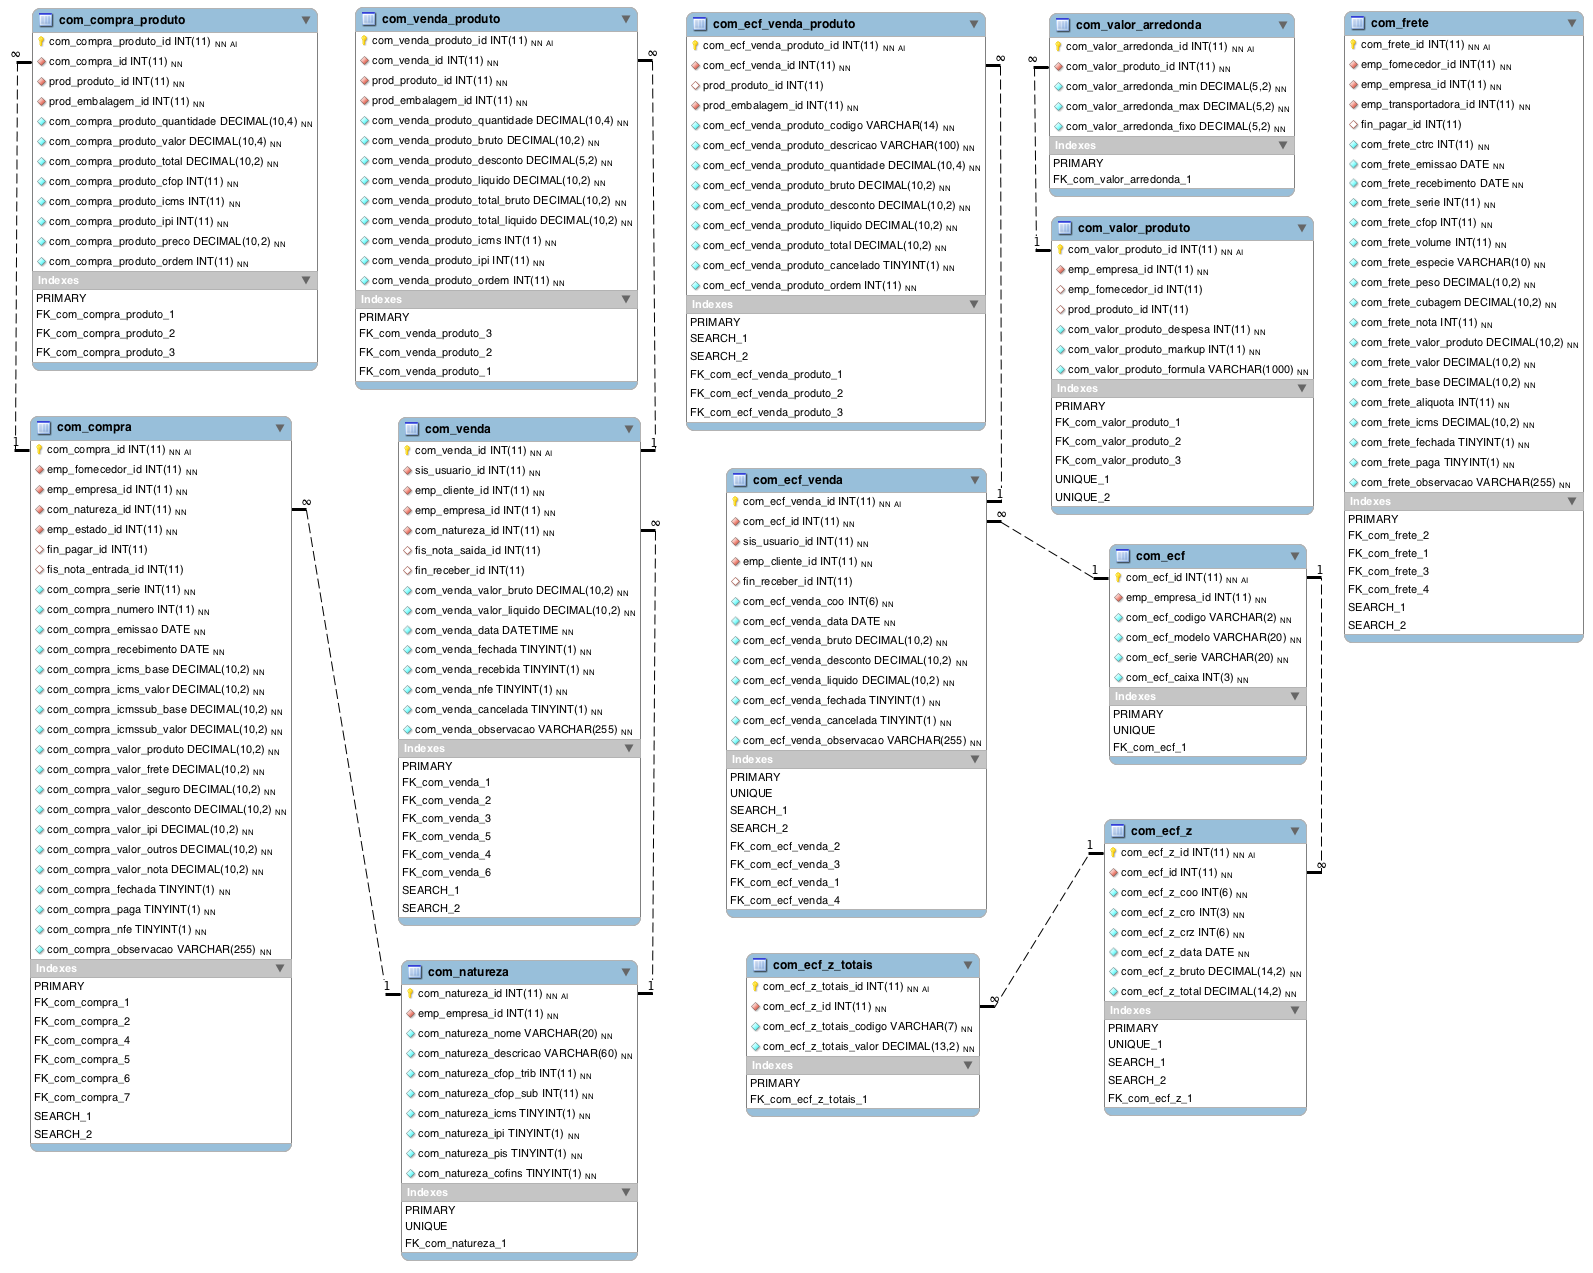 com_compra_produto
com_compra_produto_id INT(11) NN AI
com_compra_id INT(11) NN
prod_produto_id INT(11) NN
prod_embalagem_id INT(11) NN
com_compra_produto_quantidade DECIMAL(10,4) NN
com_compra_produto_valor DECIMAL(10,4) NN
com_compra_produto_total DECIMAL(10,2) NN
com_compra_produto_cfop INT(11) NN
com_compra_produto_icms INT(11) NN
com_compra_produto_ipi INT(11) NN
com_compra_produto_preco DECIMAL(10,2) NN
com_compra_produto_ordem INT(11) NN
Indexes
PRIMARY
FK_com_compra_produto_1
FK_com_compra_produto_2
FK_com_compra_produto_3
∞
1
com_venda_produto
com_venda_produto_id INT(11) NN AI
com_venda_id INT(11) NN
prod_produto_id INT(11) NN
prod_embalagem_id INT(11) NN
com_venda_produto_quantidade DECIMAL(10,4) NN
com_venda_produto_bruto DECIMAL(10,2) NN
com_venda_produto_desconto DECIMAL(5,2) NN
com_venda_produto_liquido DECIMAL(10,2) NN
com_venda_produto_total_bruto DECIMAL(10,2) NN
com_venda_produto_total_liquido DECIMAL(10,2) NN
com_venda_produto_icms INT(11) NN
com_venda_produto_ipi INT(11) NN
com_venda_produto_ordem INT(11) NN
Indexes
PRIMARY
FK_com_venda_produto_3
FK_com_venda_produto_2
FK_com_venda_produto_1
∞
1
com_ecf_venda_produto
com_ecf_venda_produto_id INT(11) NN AI
com_ecf_venda_id INT(11) NN
prod_produto_id INT(11)
prod_embalagem_id INT(11) NN
com_ecf_venda_produto_codigo VARCHAR(14) NN
com_ecf_venda_produto_descricao VARCHAR(100) NN
com_ecf_venda_produto_quantidade DECIMAL(10,4) NN
com_ecf_venda_produto_bruto DECIMAL(10,2) NN
com_ecf_venda_produto_desconto DECIMAL(10,2) NN
com_ecf_venda_produto_liquido DECIMAL(10,2) NN
com_ecf_venda_produto_total DECIMAL(10,2) NN
com_ecf_venda_produto_cancelado TINYINT(1) NN
com_ecf_venda_produto_ordem INT(11) NN
Indexes
PRIMARY
SEARCH_1
SEARCH_2
FK_com_ecf_venda_produto_1
FK_com_ecf_venda_produto_2
FK_com_ecf_venda_produto_3
∞
1
com_valor_arredonda
com_valor_arredonda_id INT(11) NN AI
com_valor_produto_id INT(11) NN
com_valor_arredonda_min DECIMAL(5,2) NN
com_valor_arredonda_max DECIMAL(5,2) NN
com_valor_arredonda_fixo DECIMAL(5,2) NN
Indexes
PRIMARY
FK_com_valor_arredonda_1
∞
1
com_valor_produto
com_valor_produto_id INT(11) NN AI
emp_empresa_id INT(11) NN
emp_fornecedor_id INT(11)
prod_produto_id INT(11)
com_valor_produto_despesa INT(11) NN
com_valor_produto_markup INT(11) NN
com_valor_produto_formula VARCHAR(1000) NN
Indexes
PRIMARY
FK_com_valor_produto_1
FK_com_valor_produto_2
FK_com_valor_produto_3
UNIQUE_1
UNIQUE_2
com_frete
com_frete_id INT(11) NN AI
emp_fornecedor_id INT(11) NN
emp_empresa_id INT(11) NN
emp_transportadora_id INT(11) NN
fin_pagar_id INT(11)
com_frete_ctrc INT(11) NN
com_frete_emissao DATE NN
com_frete_recebimento DATE NN
com_frete_serie INT(11) NN
com_frete_cfop INT(11) NN
com_frete_volume INT(11) NN
com_frete_especie VARCHAR(10) NN
com_frete_peso DECIMAL(10,2) NN
com_frete_cubagem DECIMAL(10,2) NN
com_frete_nota INT(11) NN
com_frete_valor_produto DECIMAL(10,2) NN
com_frete_valor DECIMAL(10,2) NN
com_frete_base DECIMAL(10,2) NN
com_frete_aliquota INT(11) NN
com_frete_icms DECIMAL(10,2) NN
com_frete_fechada TINYINT(1) NN
com_frete_paga TINYINT(1) NN
com_frete_observacao VARCHAR(255) NN
Indexes
PRIMARY
FK_com_frete_2
FK_com_frete_1
FK_com_frete_3
FK_com_frete_4
SEARCH_1
SEARCH_2
com_compra
com_compra_id INT(11) NN AI
emp_fornecedor_id INT(11) NN
emp_empresa_id INT(11) NN
com_natureza_id INT(11) NN
emp_estado_id INT(11) NN
fin_pagar_id INT(11)
fis_nota_entrada_id INT(11)
com_compra_serie INT(11) NN
com_compra_numero INT(11) NN
com_compra_emissao DATE NN
com_compra_recebimento DATE NN
com_compra_icms_base DECIMAL(10,2) NN
com_compra_icms_valor DECIMAL(10,2) NN
com_compra_icmssub_base DECIMAL(10,2) NN
com_compra_icmssub_valor DECIMAL(10,2) NN
com_compra_valor_produto DECIMAL(10,2) NN
com_compra_valor_frete DECIMAL(10,2) NN
com_compra_valor_seguro DECIMAL(10,2) NN
com_compra_valor_desconto DECIMAL(10,2) NN
com_compra_valor_ipi DECIMAL(10,2) NN
com_compra_valor_outros DECIMAL(10,2) NN
com_compra_valor_nota DECIMAL(10,2) NN
com_compra_fechada TINYINT(1) NN
com_compra_paga TINYINT(1) NN
com_compra_nfe TINYINT(1) NN
com_compra_observacao VARCHAR(255) NN
Indexes
PRIMARY
FK_com_compra_1
FK_com_compra_2
FK_com_compra_4
FK_com_compra_5
FK_com_compra_6
FK_com_compra_7
SEARCH_1
SEARCH_2
∞
1
com_venda
com_venda_id INT(11) NN AI
sis_usuario_id INT(11) NN
emp_cliente_id INT(11) NN
emp_empresa_id INT(11) NN
com_natureza_id INT(11) NN
fis_nota_saida_id INT(11)
fin_receber_id INT(11)
com_venda_valor_bruto DECIMAL(10,2) NN
com_venda_valor_liquido DECIMAL(10,2) NN
com_venda_data DATETIME NN
com_venda_fechada TINYINT(1) NN
com_venda_recebida TINYINT(1) NN
com_venda_nfe TINYINT(1) NN
com_venda_cancelada TINYINT(1) NN
com_venda_observacao VARCHAR(255) NN
Indexes
PRIMARY
FK_com_venda_1
FK_com_venda_2
FK_com_venda_3
FK_com_venda_5
FK_com_venda_4
FK_com_venda_6
SEARCH_1
SEARCH_2
∞
1
com_natureza
com_natureza_id INT(11) NN AI
emp_empresa_id INT(11) NN
com_natureza_nome VARCHAR(20) NN
com_natureza_descricao VARCHAR(60) NN
com_natureza_cfop_trib INT(11) NN
com_natureza_cfop_sub INT(11) NN
com_natureza_icms TINYINT(1) NN
com_natureza_ipi TINYINT(1) NN
com_natureza_pis TINYINT(1) NN
com_natureza_cofins TINYINT(1) NN
Indexes
PRIMARY
UNIQUE
FK_com_natureza_1
com_ecf_venda
com_ecf_venda_id INT(11) NN AI
com_ecf_id INT(11) NN
sis_usuario_id INT(11) NN
emp_cliente_id INT(11) NN
fin_receber_id INT(11)
com_ecf_venda_coo INT(6) NN
com_ecf_venda_data DATE NN
com_ecf_venda_bruto DECIMAL(10,2) NN
com_ecf_venda_desconto DECIMAL(10,2) NN
com_ecf_venda_liquido DECIMAL(10,2) NN
com_ecf_venda_fechada TINYINT(1) NN
com_ecf_venda_cancelada TINYINT(1) NN
com_ecf_venda_observacao VARCHAR(255) NN
Indexes
PRIMARY
UNIQUE
SEARCH_1
SEARCH_2
FK_com_ecf_venda_2
FK_com_ecf_venda_3
FK_com_ecf_venda_1
FK_com_ecf_venda_4
∞
1
com_ecf
com_ecf_id INT(11) NN AI
emp_empresa_id INT(11) NN
com_ecf_codigo VARCHAR(2) NN
com_ecf_modelo VARCHAR(20) NN
com_ecf_serie VARCHAR(20) NN
com_ecf_caixa INT(3) NN
Indexes
PRIMARY
UNIQUE
FK_com_ecf_1
1
∞
com_ecf_z
com_ecf_z_id INT(11) NN AI
com_ecf_id INT(11) NN
com_ecf_z_coo INT(6) NN
com_ecf_z_cro INT(3) NN
com_ecf_z_crz INT(6) NN
com_ecf_z_data DATE NN
com_ecf_z_bruto DECIMAL(14,2) NN
com_ecf_z_total DECIMAL(14,2) NN
Indexes
PRIMARY
UNIQUE_1
SEARCH_1
SEARCH_2
FK_com_ecf_z_1
1
∞
com_ecf_z_totais
com_ecf_z_totais_id INT(11) NN AI
com_ecf_z_id INT(11) NN
com_ecf_z_totais_codigo VARCHAR(7) NN
com_ecf_z_totais_valor DECIMAL(13,2) NN
Indexes
PRIMARY
FK_com_ecf_z_totais_1